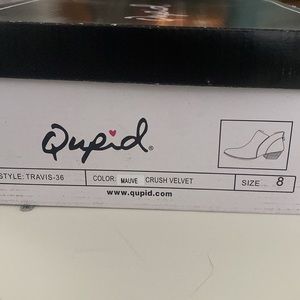 Qupid®
STYLE: TRAVIS-36 COLOR: MAUVE CRUSH VELVET SIZE 8
www.qupid.com